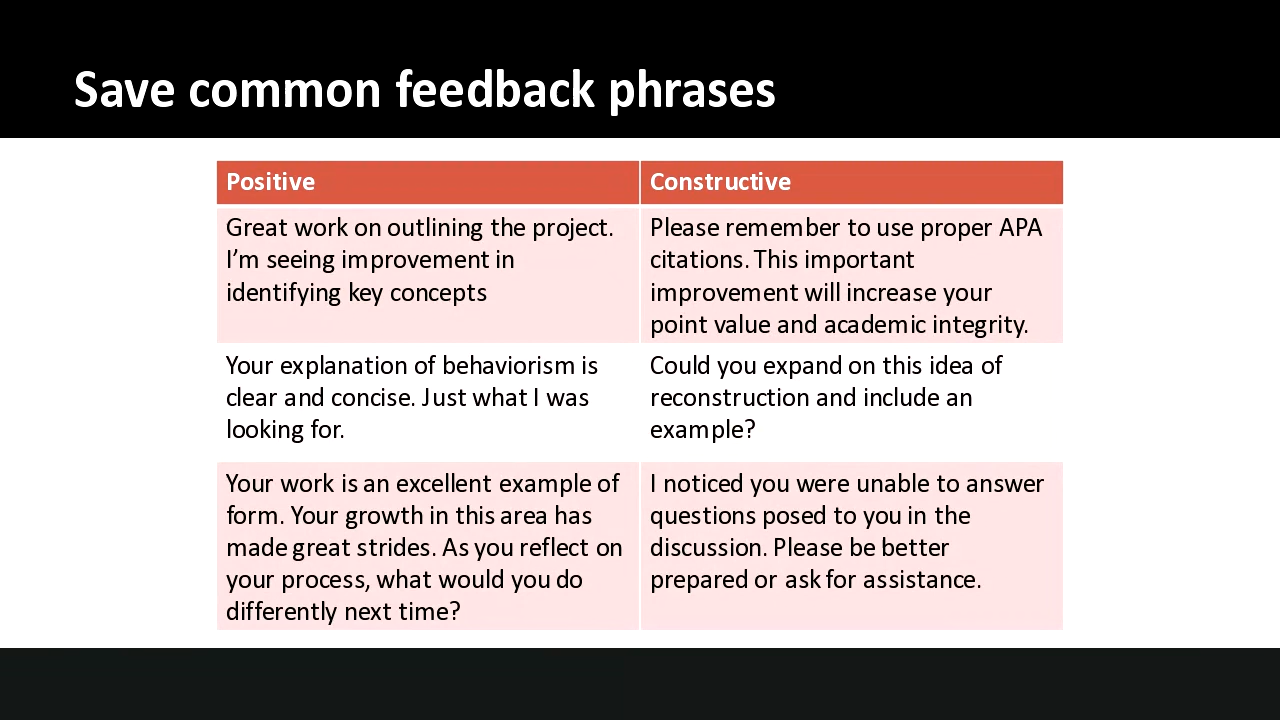 Save common feedback phrases
Positive
Constructive
Great work on outlining the project.
I’m seeing improvement in
identifying key concepts
Please remember to use proper APA
citations. This important
improvement will increase your
point value and academic integrity.
Your explanation of behaviorism is
clear and concise. Just what I was
looking for.
Could you expand on this idea of
reconstruction and include an
example?
Your work is an excellent example of
form. Your growth in this area has
made great strides. As you reflect on
your process, what would you do
differently next time?
I noticed you were unable to answer
questions posed to you in the
discussion. Please be better
prepared or ask for assistance.